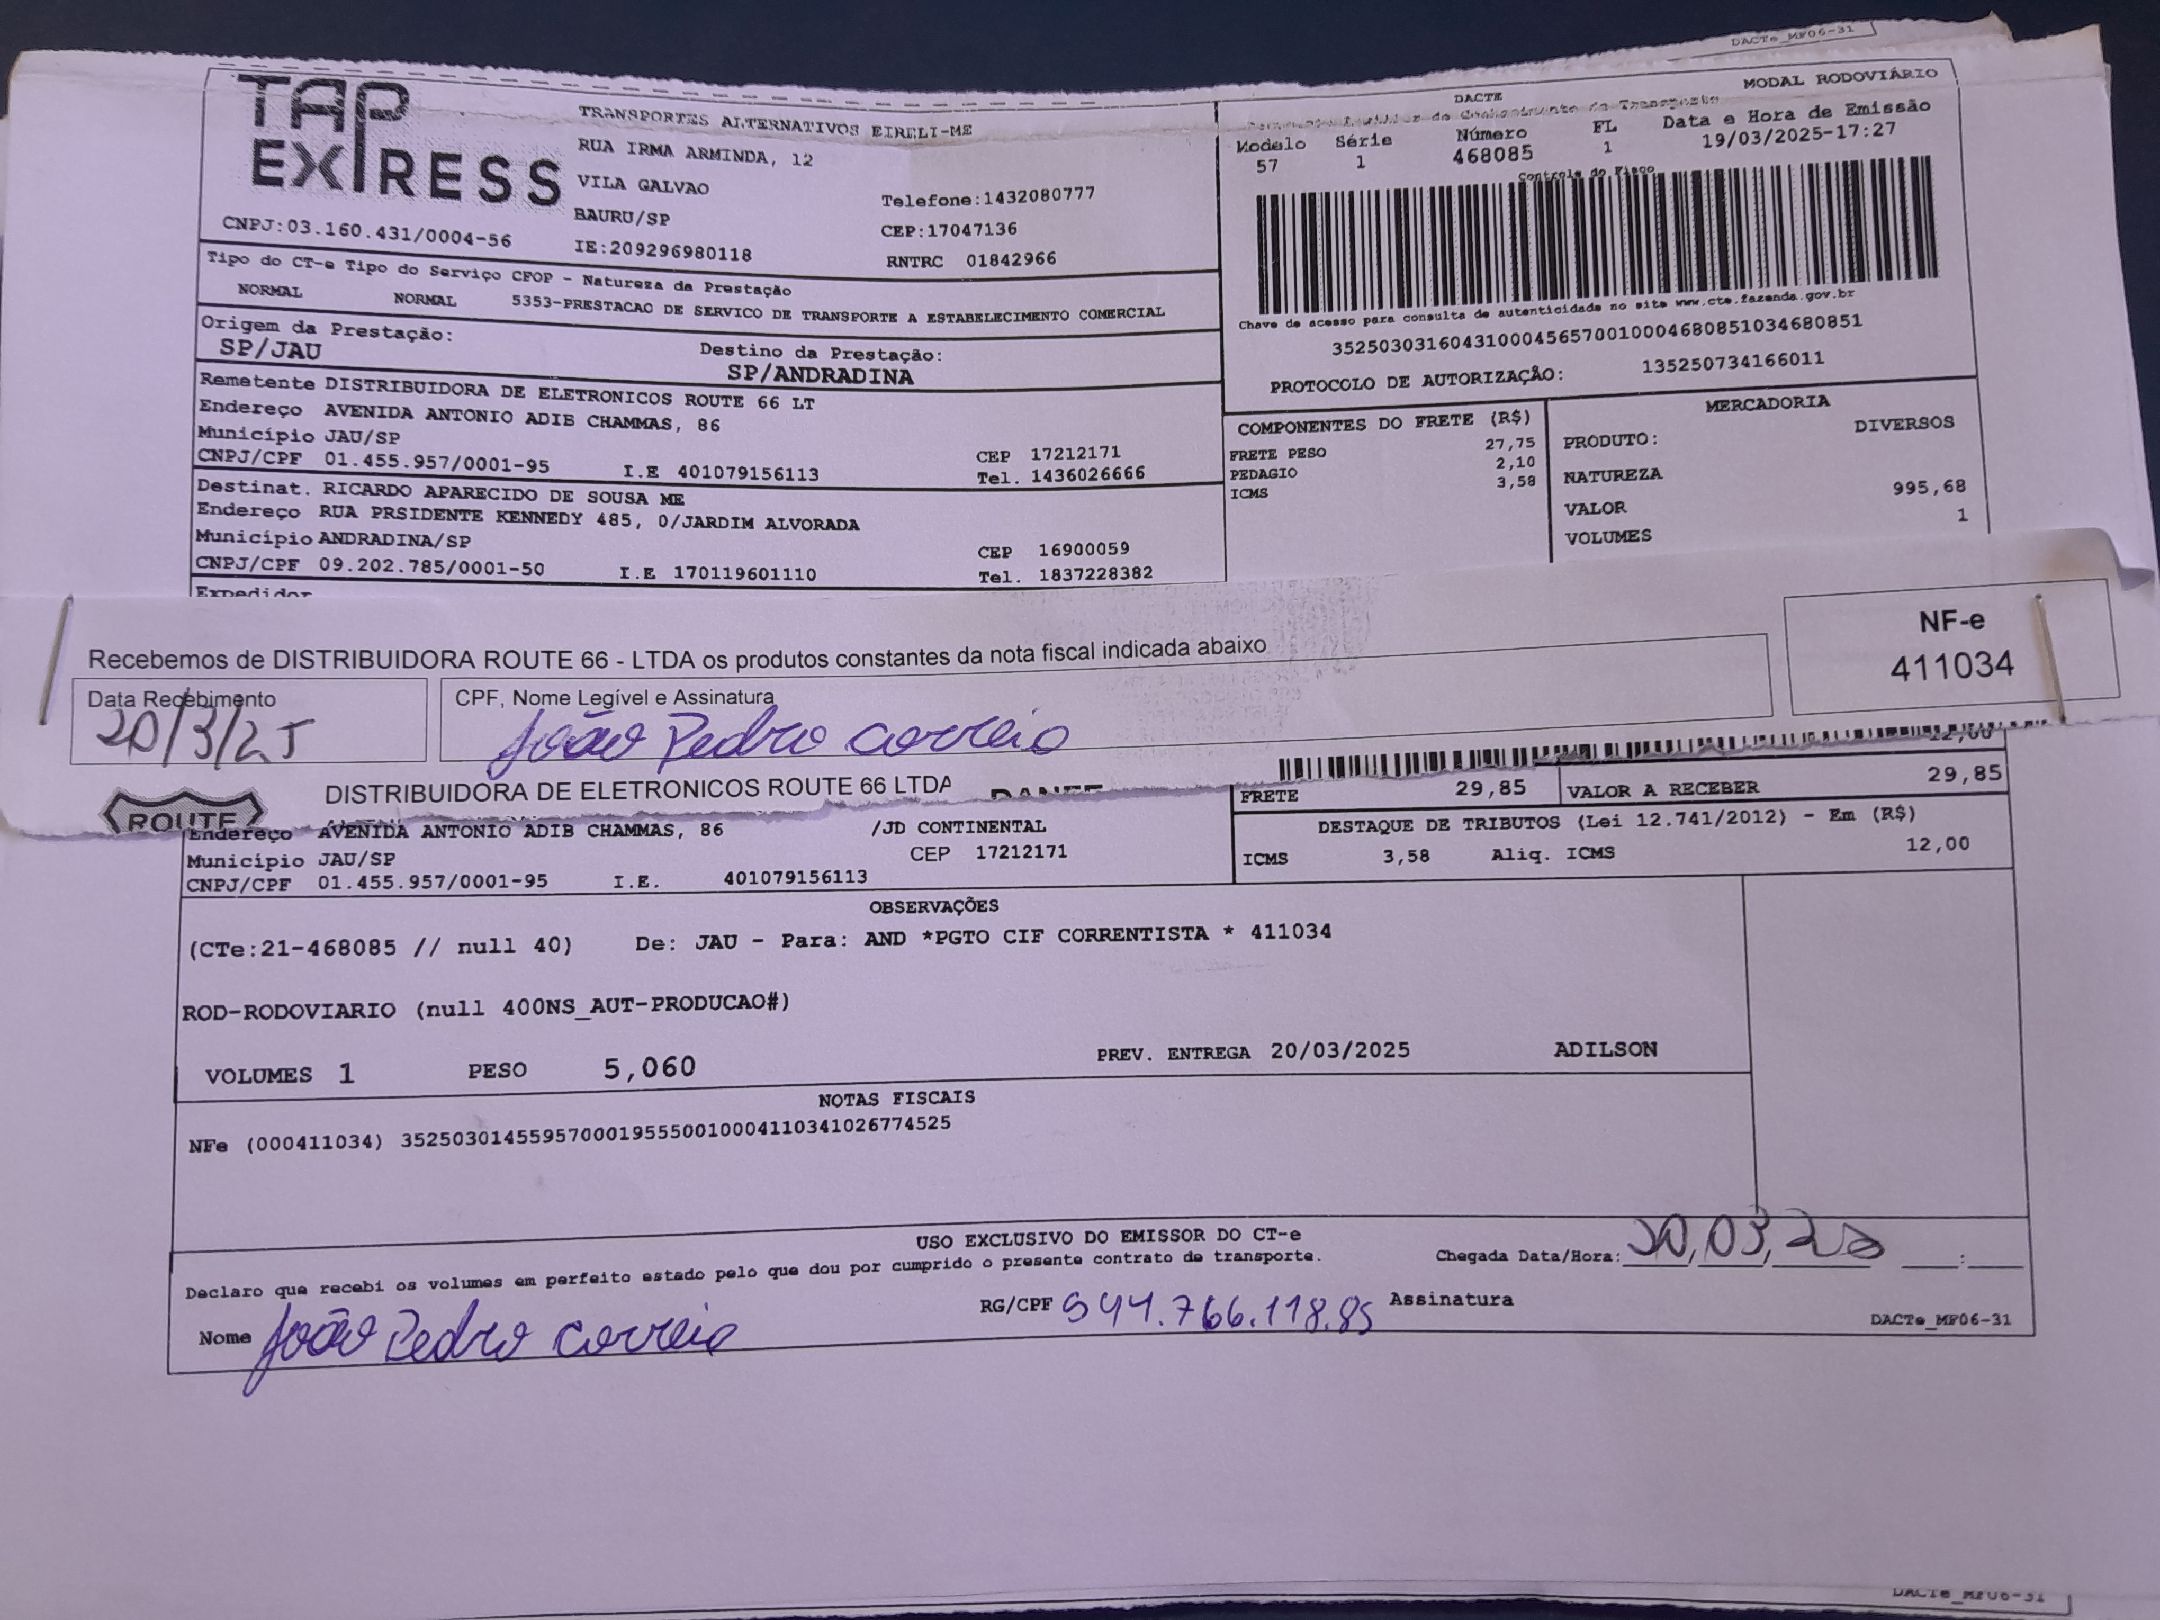 DACTe_MF06-31
TAP EXPRESS
TRANSPORTES ALTERNATIVOS EIRELI-ME
RUA IRMA ARMINDA, 12
VILA GALVAO
BAURU/SP
IE:209296980118
Telefone:1432080777
CEP:17047136
RNTRC 01842966
CNPJ:03.160.431/0004-56
DACTE
MODAL RODOVIÁRIO
Modelo Série Número FL Data e Hora de Emissão
57 1 468085 1 19/03/2025-17:27
Controle do Fisco
Chave de acesso para consulta de autenticidade no site www.cte.fazenda.gov.br
35250303160431000456570010004680851034680851
PROTOCOLO DE AUTORIZAÇÃO: 135250734166011
Tipo do CT-e Tipo do Serviço CFOP - Natureza da Prestação
NORMAL NORMAL 5353-PRESTACAO DE SERVICO DE TRANSPORTE A ESTABELECIMENTO COMERCIAL
Origem da Prestação:
SP/JAU
Destino da Prestação:
SP/ANDRADINA
Remetente DISTRIBUIDORA DE ELETRONICOS ROUTE 66 LT
Endereço AVENIDA ANTONIO ADIB CHAMMAS, 86
Município JAU/SP
CEP 17212171
CNPJ/CPF 01.455.957/0001-95 I.E 401079156113 Tel. 1436026666
Destinat. RICARDO APARECIDO DE SOUSA ME
Endereço RUA PRSIDENTE KENNEDY 485, 0/JARDIM ALVORADA
Município ANDRADINA/SP
CEP 16900059
CNPJ/CPF 09.202.785/0001-50 I.E 170119601110 Tel. 1837228382
Expedidor
COMPONENTES DO FRETE (R$)
FRETE PESO 27,75
PEDAGIO 2,10
ICMS 3,58
MERCADORIA
PRODUTO: DIVERSOS
NATUREZA
VALOR 995,68
VOLUMES 1
Recebemos de DISTRIBUIDORA ROUTE 66 - LTDA os produtos constantes da nota fiscal indicada abaixo
NF-e
411034
Data Recebimento
20/3/25
CPF, Nome Legível e Assinatura
João Pedro Correio
ROUTE
DISTRIBUIDORA DE ELETRONICOS ROUTE 66 LTDA
DANFE
12,00
FRETE 29,85
VALOR A RECEBER 29,85
Endereço AVENIDA ANTONIO ADIB CHAMMAS, 86 /JD CONTINENTAL
Município JAU/SP CEP 17212171
CNPJ/CPF 01.455.957/0001-95 I.E. 401079156113
DESTAQUE DE TRIBUTOS (Lei 12.741/2012) - Em (R$)
ICMS 3,58 Aliq. ICMS 12,00
OBSERVAÇÕES
(CTe:21-468085 // null 40) De: JAU - Para: AND *PGTO CIF CORRENTISTA * 411034
ROD-RODOVIARIO (null 400NS_AUT-PRODUCAO#)
VOLUMES 1 PESO 5,060 PREV. ENTREGA 20/03/2025 ADILSON
NOTAS FISCAIS
NFe (000411034) 35250301455957000195550010004110341026774525
USO EXCLUSIVO DO EMISSOR DO CT-e
Declaro que recebi os volumes em perfeito estado pelo que dou por cumprido o presente contrato de transporte.
Chegada Data/Hora: 20,03, :
Nome João Pedro Correio
RG/CPF 544.766.118.85 Assinatura
DACTe_MF06-31
DACTe_MF06-31